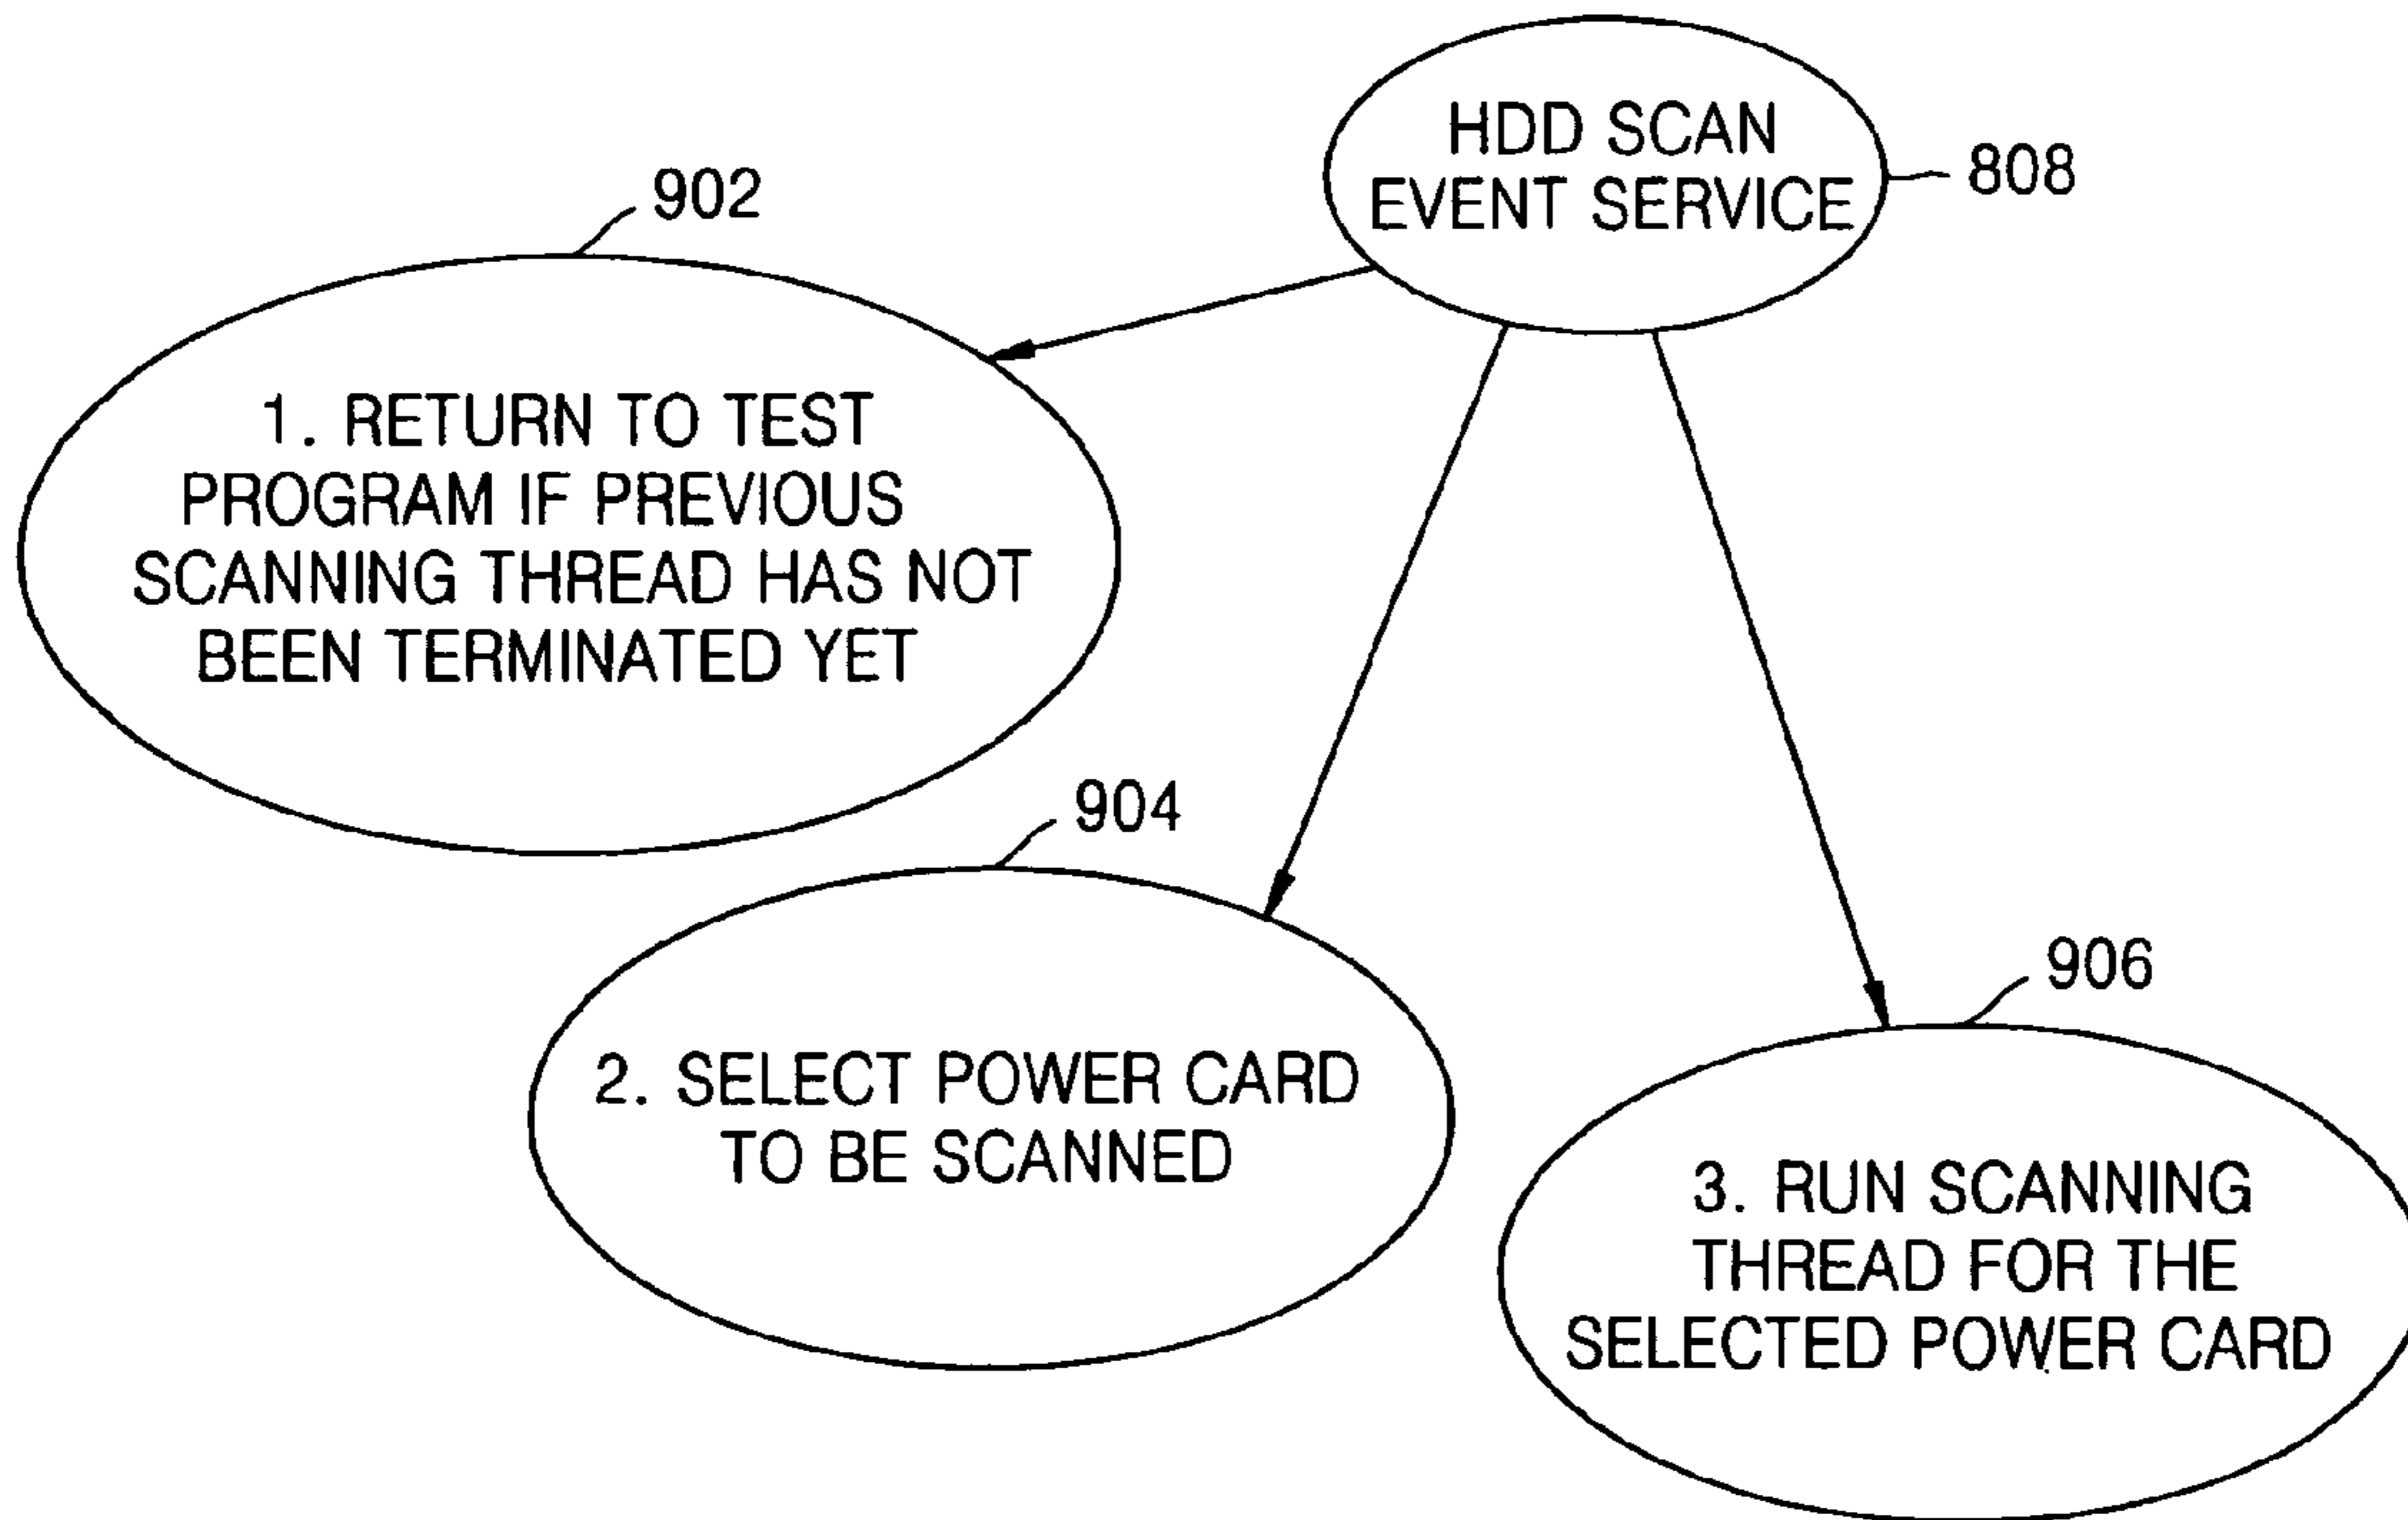 HDD SCAN
EVENT SERVICE
808
902
1. RETURN TO TEST
PROGRAM IF PREVIOUS
SCANNING THREAD HAS NOT
BEEN TERMINATED YET
904
2. SELECT POWER CARD
TO BE SCANNED
906
3. RUN SCANNING
THREAD FOR THE
SELECTED POWER CARD